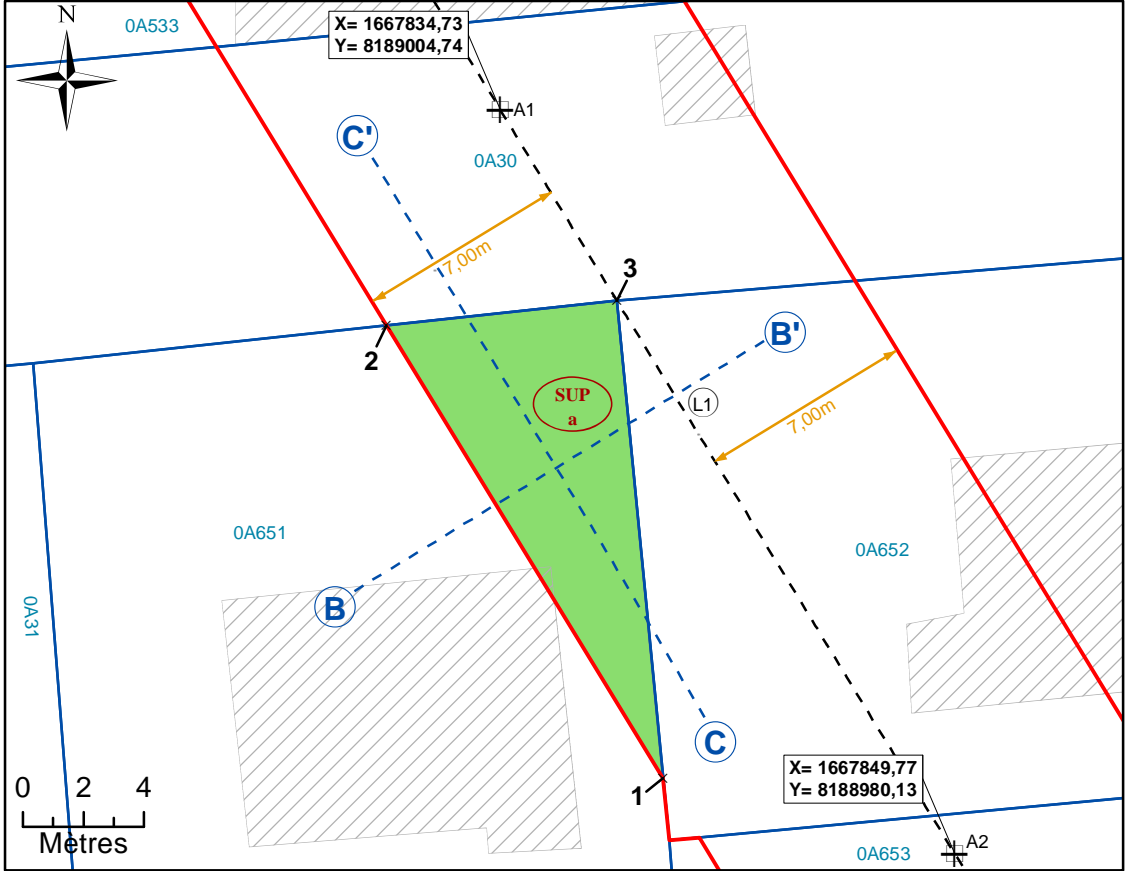 N
0A533
X= 1667834,73
Y= 8189004,74
A1
C'
0A30
7,00m
3
B'
2
SUP
a
L1
7,00m
0A651
0A652
B
0A31
C
X= 1667849,77
Y= 8188980,13
1
0 2 4
Mètres
A2
0A653